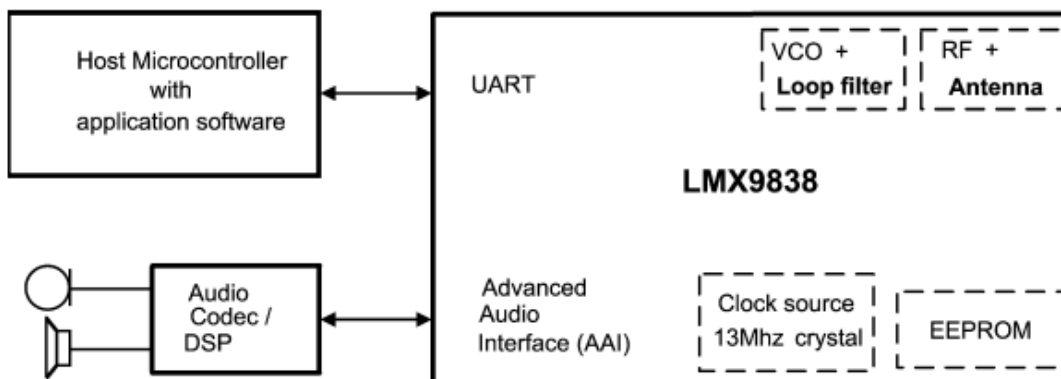 Host Microcontroller
with
application software
UART
VCO +
Loop filter
RF +
Antenna
LMX9838
Audio
Codec /
DSP
Advanced
Audio
Interface (AAI)
Clock source
13Mhz crystal
EEPROM